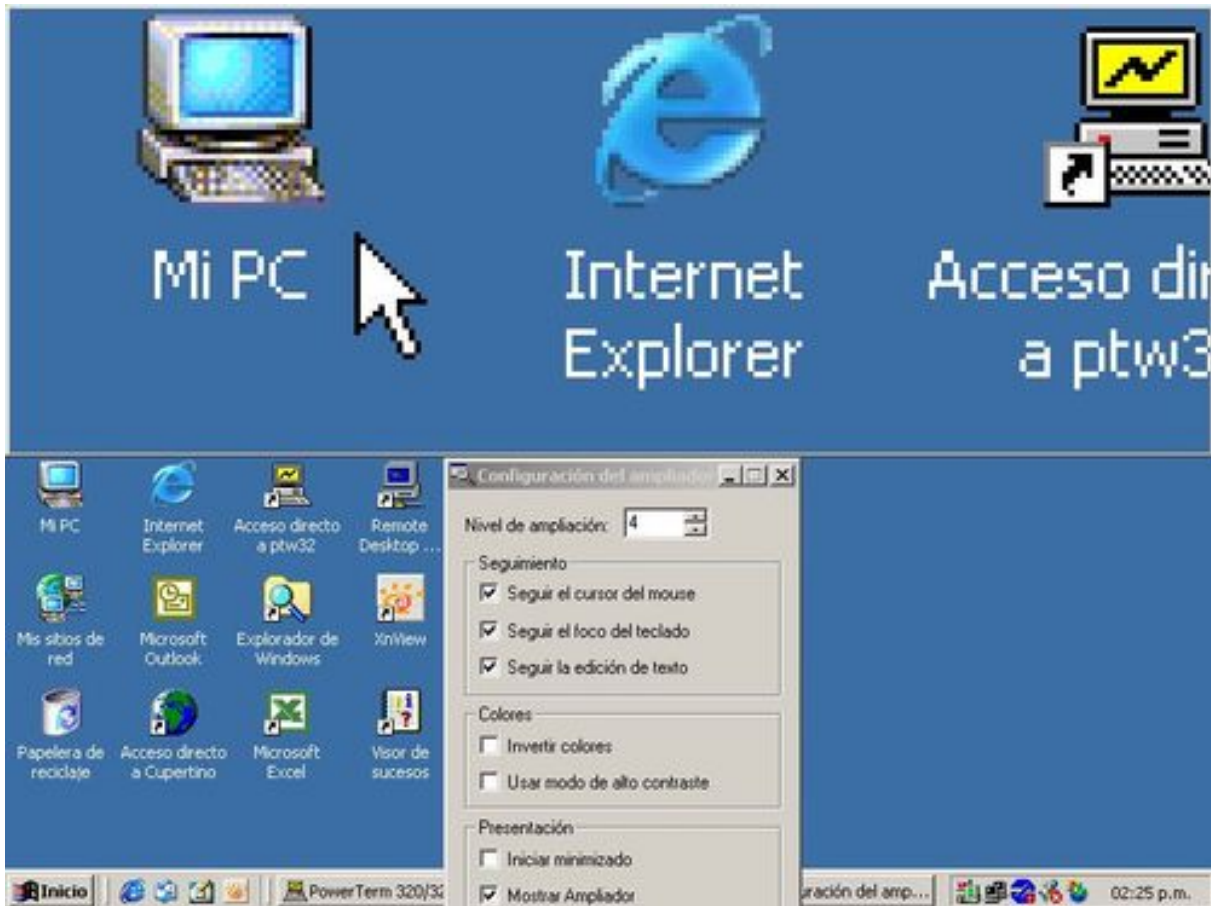 Mi PC
Internet
Explorer
Acceso dir
a ptw3
Mi PC
Internet
Explorer
Acceso directo
a ptw32
Remote
Desktop ...
Mis sitios de
red
Microsoft
Outlook
Explorador de
Windows
XnView
Papelera de
reciclaje
Acceso directo
a Cupertino
Microsoft
Excel
Visor de
sucesos
Configuración del ampliador
Nivel de ampliación: 4
Seguimiento
Seguir el cursor del mouse
Seguir el foco del teclado
Seguir la edición de texto
Colores
Invertir colores
Usar modo de alto contraste
Presentación
Iniciar minimizado
Mostrar Ampliador
Inicio
PowerTerm 320/32
uración del amp...
02:25 p.m.